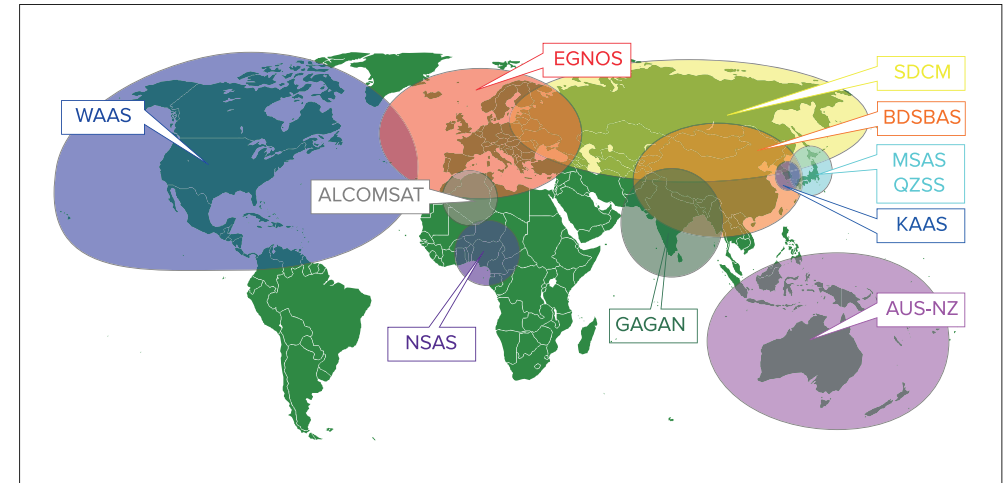 EGNOS
SDCM
WAAS
BDSBAS
MSAS
QZSS
ALCOMSAT
KAAS
AUS-NZ
GAGAN
NSAS